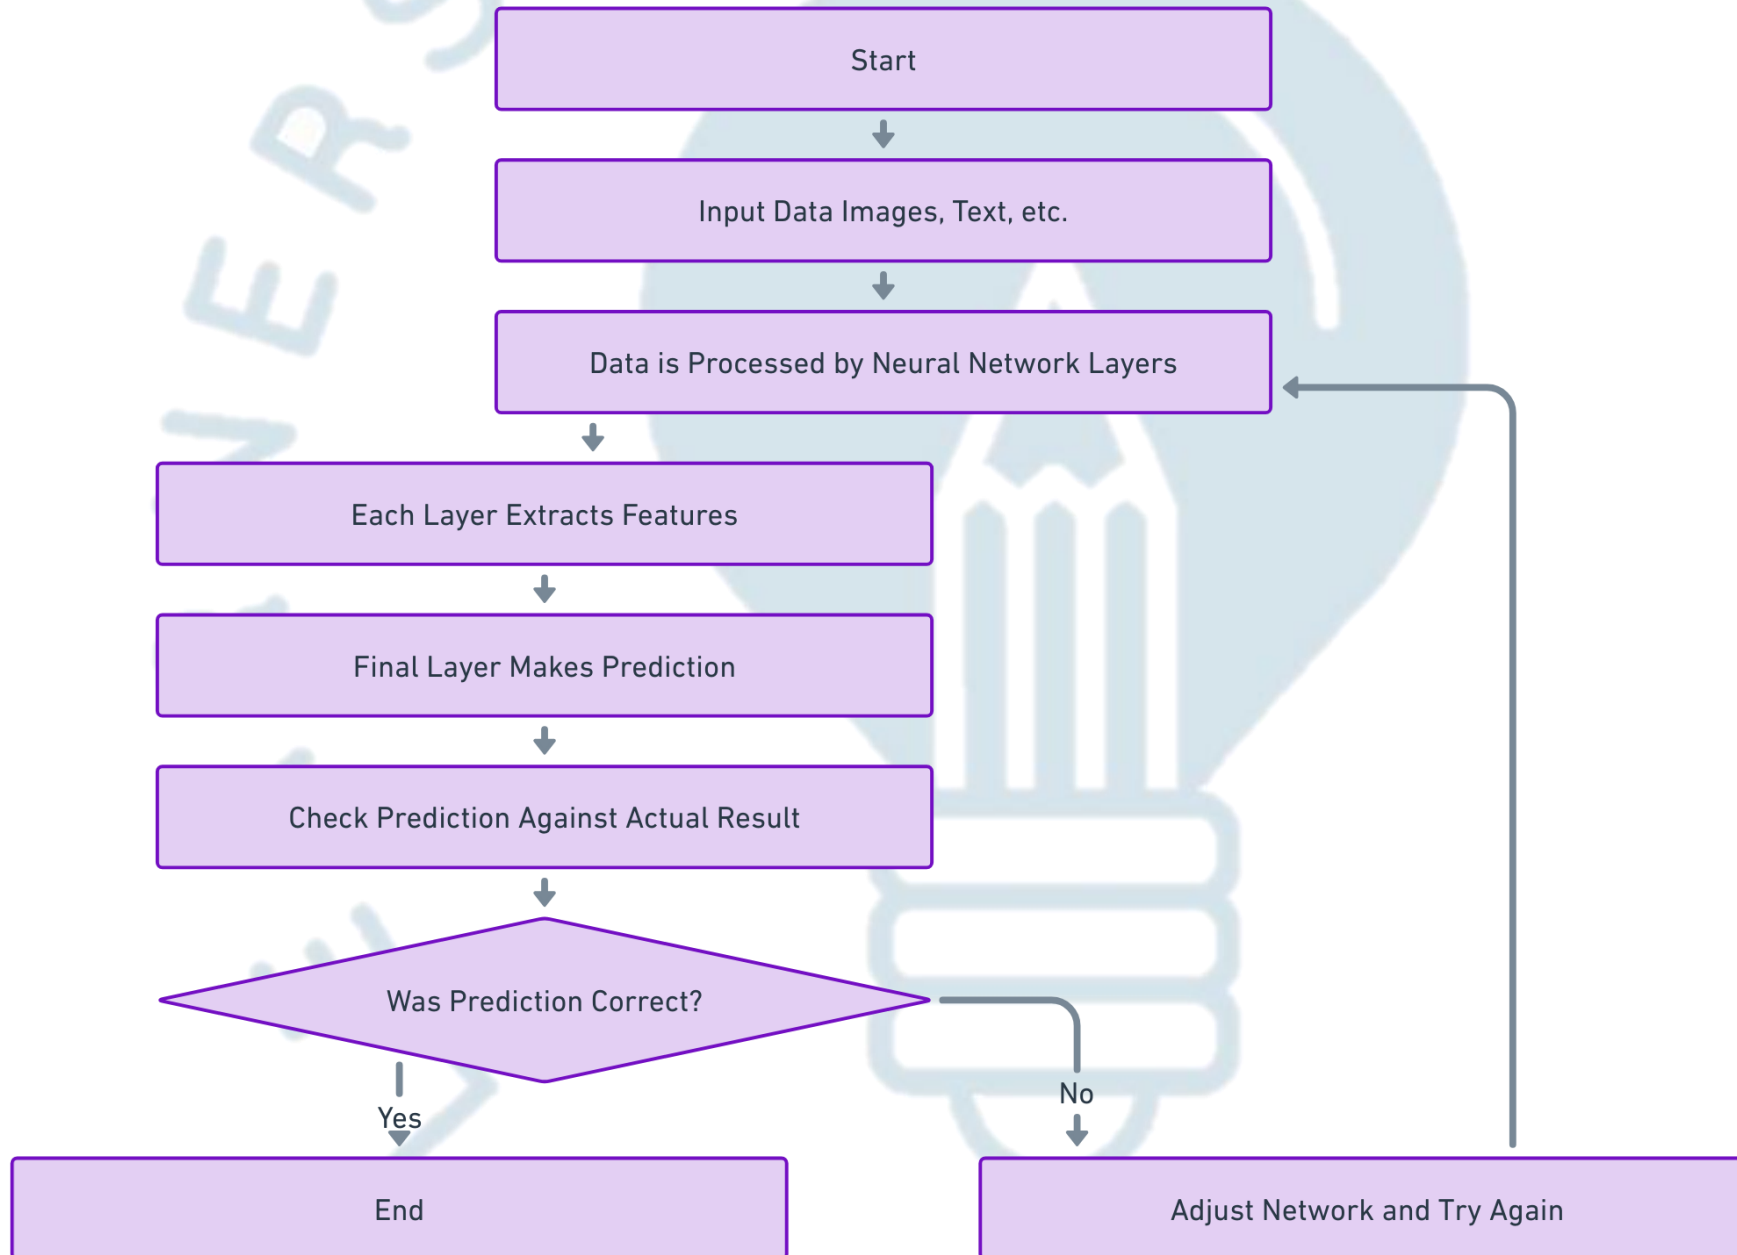 Start
Input Data Images, Text, etc.
Data is Processed by Neural Network Layers
Each Layer Extracts Features
Final Layer Makes Prediction
Check Prediction Against Actual Result
Was Prediction Correct?
No
Yes
End
Adjust Network and Try Again